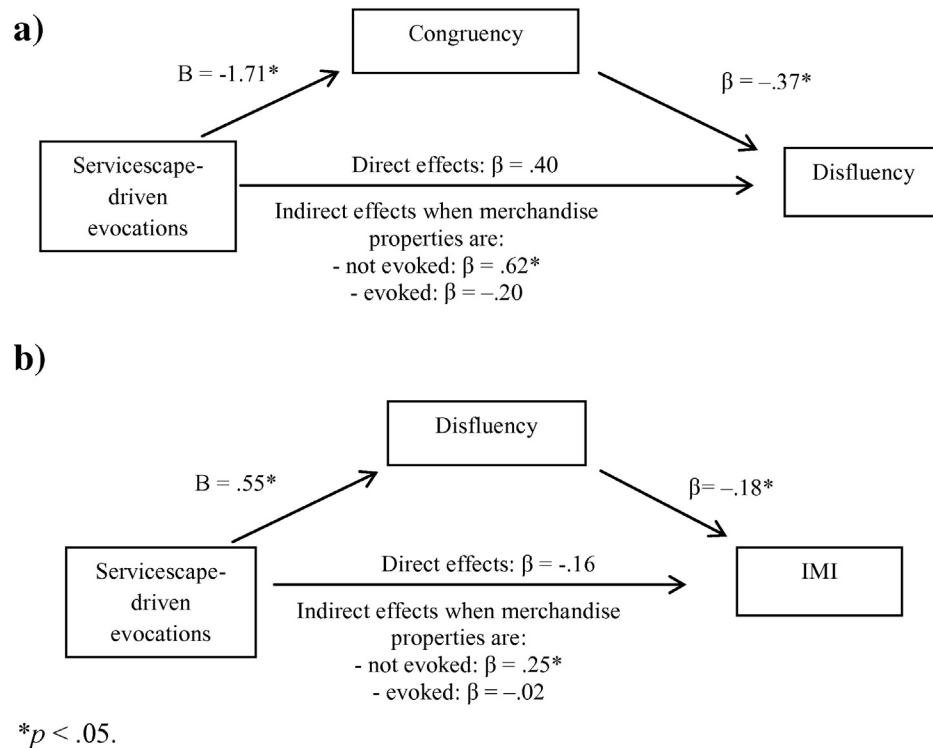 a)
Congruency
B = -1.71*
β = –.37*
Servicescape-
driven
evocations
Direct effects: β = .40
Disfluency
Indirect effects when merchandise
properties are:
- not evoked: β = .62*
- evoked: β = –.20
b)
Disfluency
B = .55*
β= –.18*
Servicescape-
driven
evocations
Direct effects: β = -.16
IMI
Indirect effects when merchandise
properties are:
- not evoked: β = .25*
- evoked: β = –.02
*p < .05.